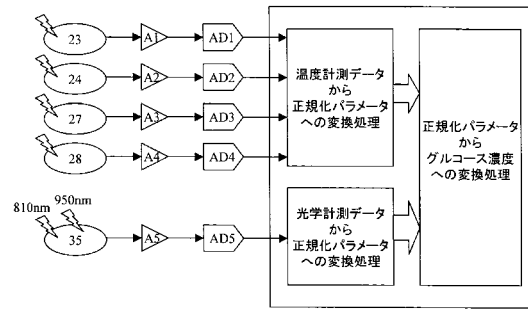 23 A1 AD1
24 A2 AD2
27 A3 AD3
28 A4 AD4
温度計測データ
から
正規化パラメータ
への変換処理
810nm 950nm
35 A5 AD5
光学計測データ
から
正規化パラメータ
への変換処理
正規化パラメータ
から
グルコース濃度
への変換処理